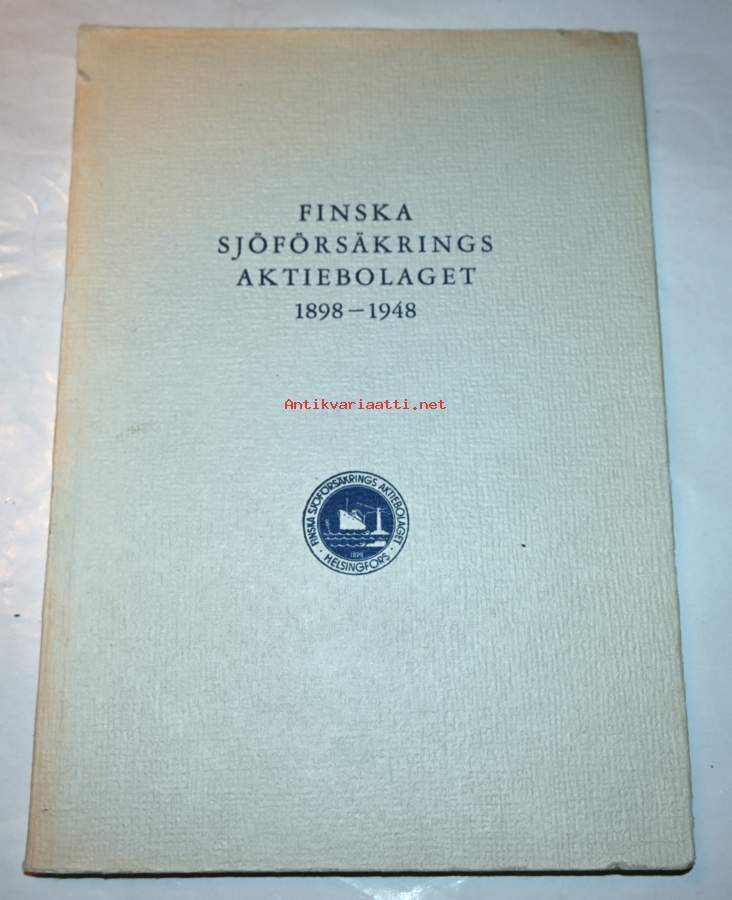 FINSKA
SJÖFÖRSÄKRINGS
AKTIEBOLAGET
1898—1948
Antikvariaatti.net
FINSKA SJÖFÖRSÄKRINGS AKTIEBOLAGET
1898
· HELSINGFORS ·